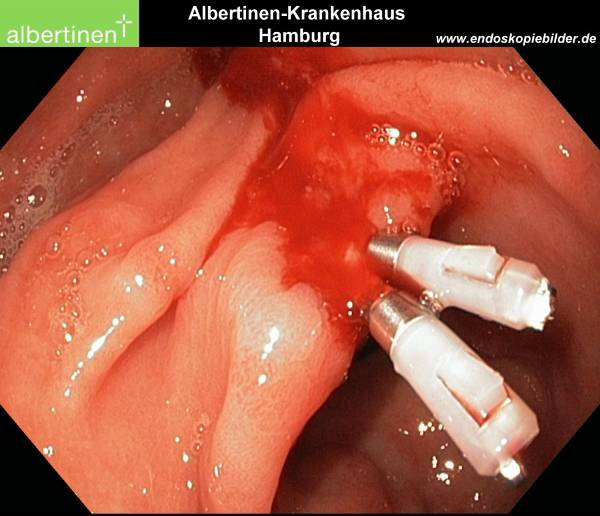 albertinen
Albertinen-Krankenhaus
Hamburg
www.endoskopiebilder.de